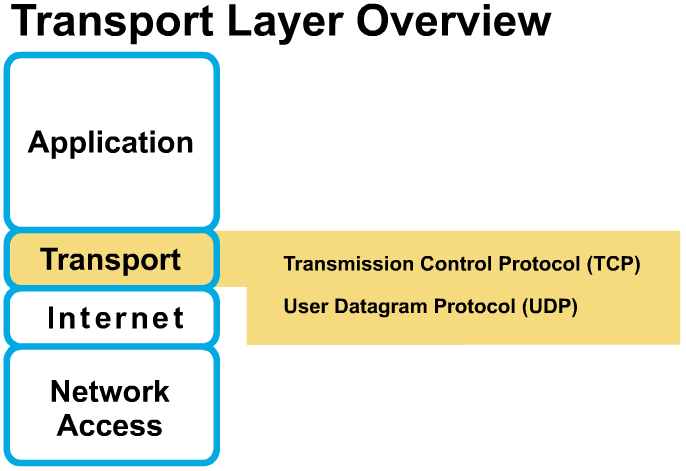 Transport Layer Overview
Application
Transport
Transmission Control Protocol (TCP)
User Datagram Protocol (UDP)
Internet
Network
Access